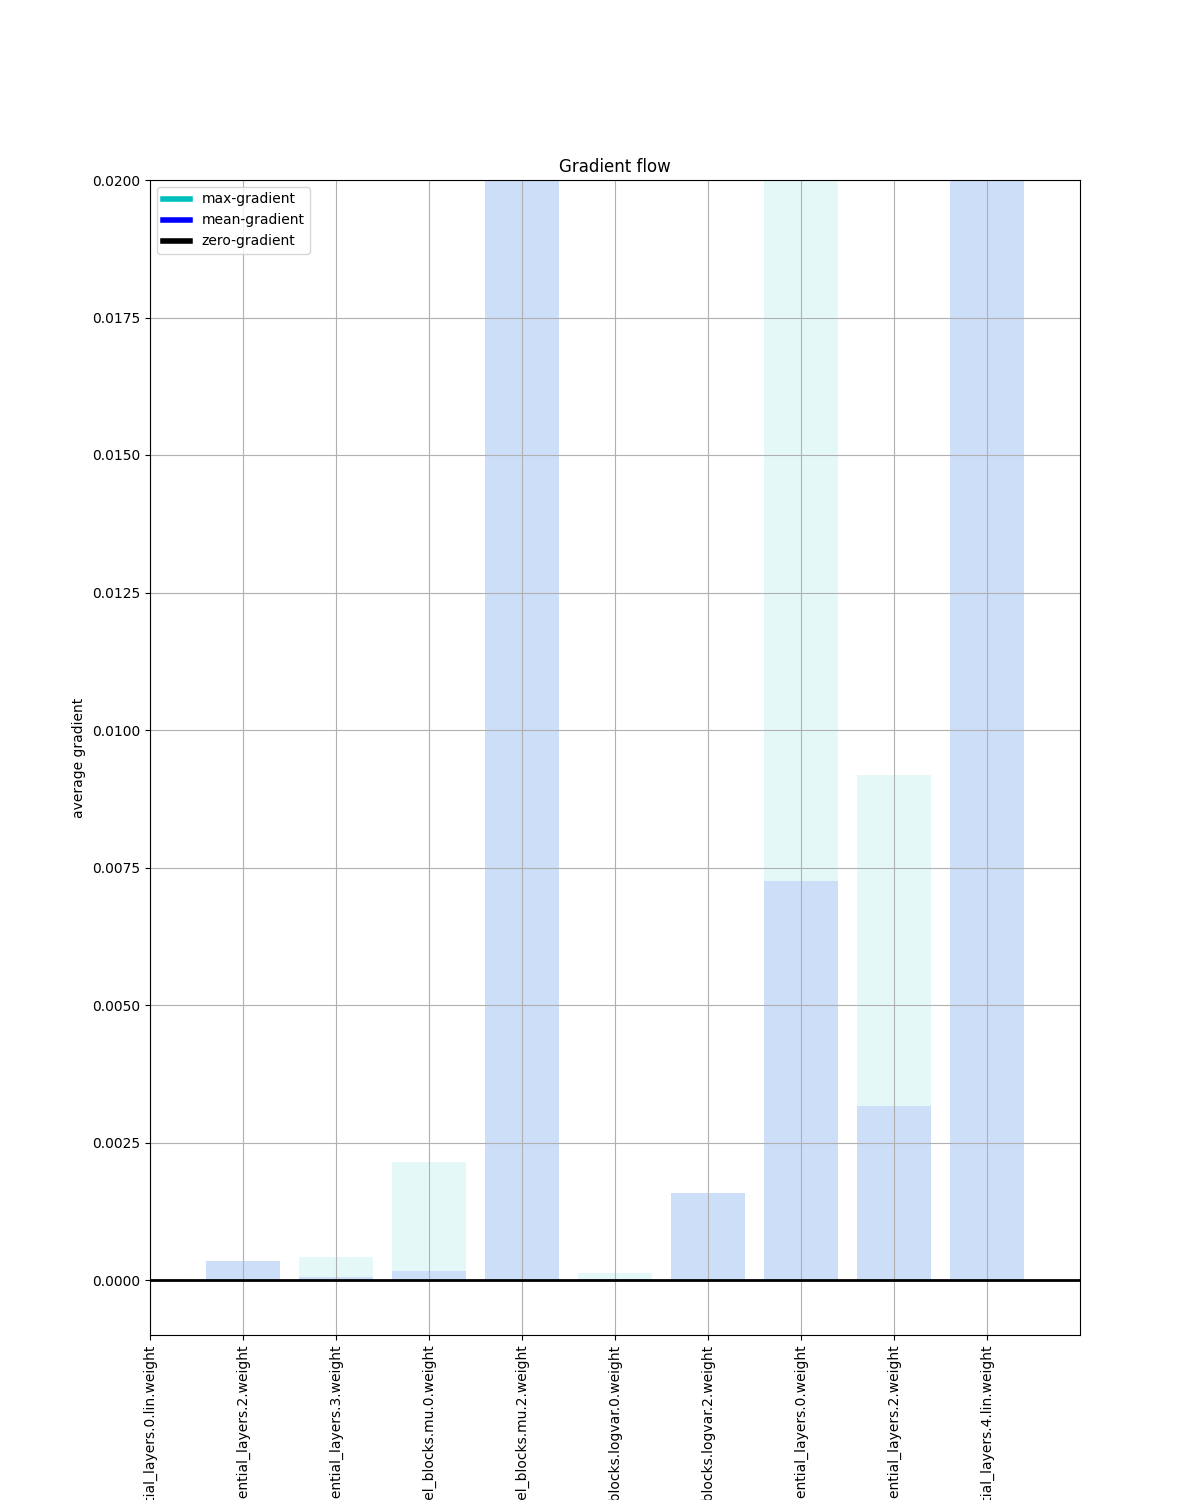 Gradient flow
max-gradient
mean-gradient
zero-gradient
0.0200
0.0175
0.0150
0.0125
0.0100
0.0075
0.0050
0.0025
0.0000
average gradient
tial_layers.0.lin.weight
ential_layers.2.weight
ential_layers.3.weight
el_blocks.mu.0.weight
el_blocks.mu.2.weight
blocks.logvar.0.weight
blocks.logvar.2.weight
ential_layers.0.weight
ential_layers.2.weight
tial_layers.4.lin.weight